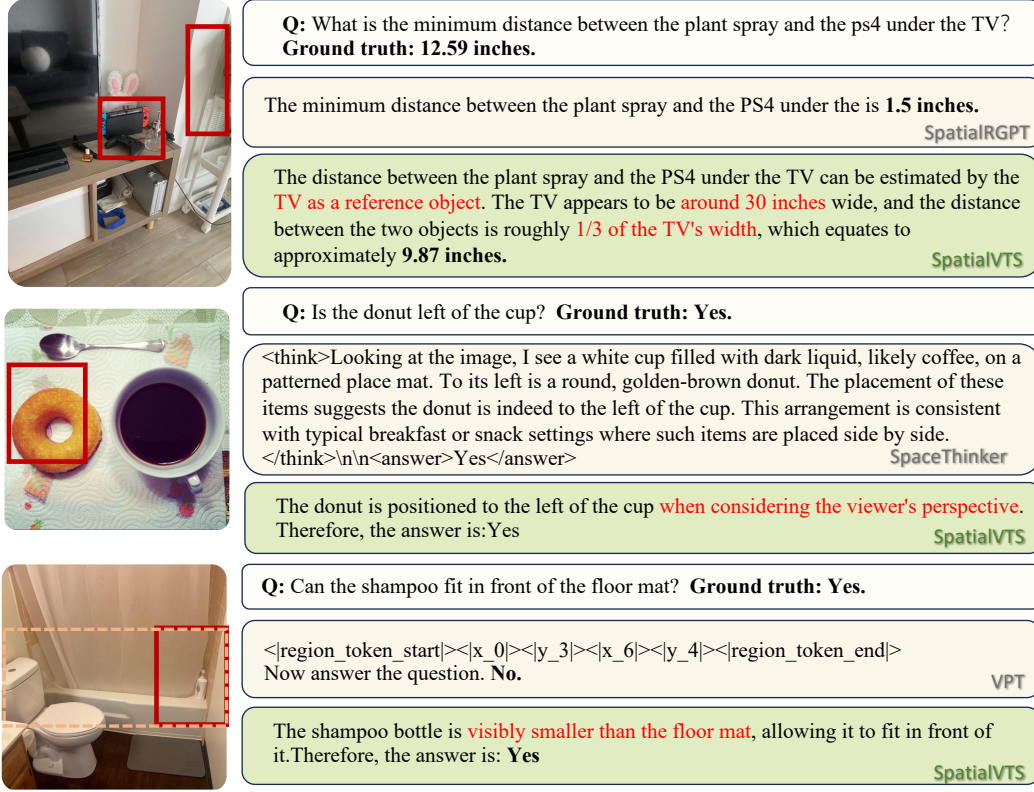 Q: What is the minimum distance between the plant spray and the ps4 under the TV?
Ground truth: 12.59 inches.
The minimum distance between the plant spray and the PS4 under the is 1.5 inches.
SpatialRGPT
The distance between the plant spray and the PS4 under the TV can be estimated by the
TV as a reference object. The TV appears to be around 30 inches wide, and the distance
between the two objects is roughly 1/3 of the TV's width, which equates to
approximately 9.87 inches.
SpatialVTS
Q: Is the donut left of the cup? Ground truth: Yes.
<think>Looking at the image, I see a white cup filled with dark liquid, likely coffee, on a
patterned place mat. To its left is a round, golden-brown donut. The placement of these
items suggests the donut is indeed to the left of the cup. This arrangement is consistent
with typical breakfast or snack settings where such items are placed side by side.
</think>\n\n<answer>Yes</answer>
SpaceThinker
The donut is positioned to the left of the cup when considering the viewer's perspective.
Therefore, the answer is:Yes
SpatialVTS
Q: Can the shampoo fit in front of the floor mat? Ground truth: Yes.
<|region_token_start|><|x_0|><|y_3|><|x_6|><|y_4|><|region_token_end|>
Now answer the question. No.
VPT
The shampoo bottle is visibly smaller than the floor mat, allowing it to fit in front of
it.Therefore, the answer is: Yes
SpatialVTS